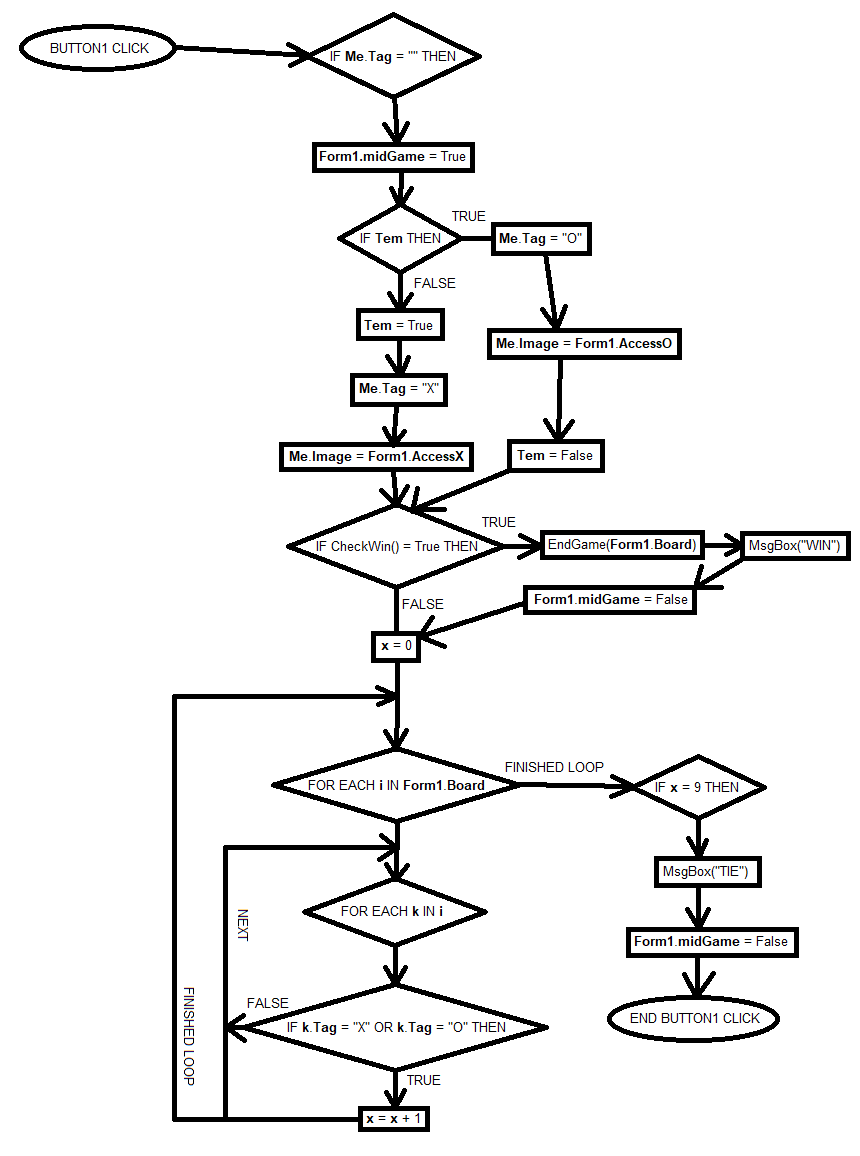 BUTTON1 CLICK
IF Me.Tag = "" THEN
Form1.midGame = True
TRUE
IF Tem THEN
Me.Tag = "O"
FALSE
Tem = True
Me.Image = Form1.AccessO
Me.Tag = "X"
Me.Image = Form1.AccessX
Tem = False
TRUE
IF CheckWin() = True THEN
EndGame(Form1.Board)
MsgBox("WIN")
FALSE
Form1.midGame = False
x = 0
FINISHED LOOP
FOR EACH i IN Form1.Board
IF x = 9 THEN
MsgBox("TIE")
FOR EACH k IN i
NEXT
Form1.midGame = False
FINISHED LOOP
FALSE
IF k.Tag = "X" OR k.Tag = "O" THEN
END BUTTON1 CLICK
TRUE
x = x + 1